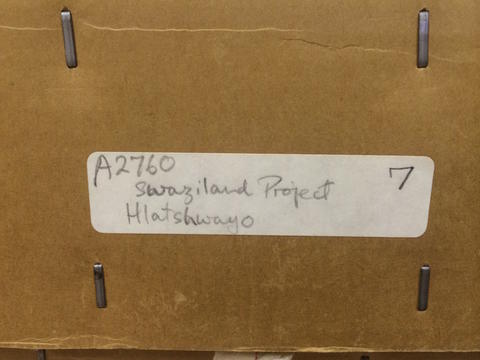 A2760 7
Swaziland Project
Hlatshwayo